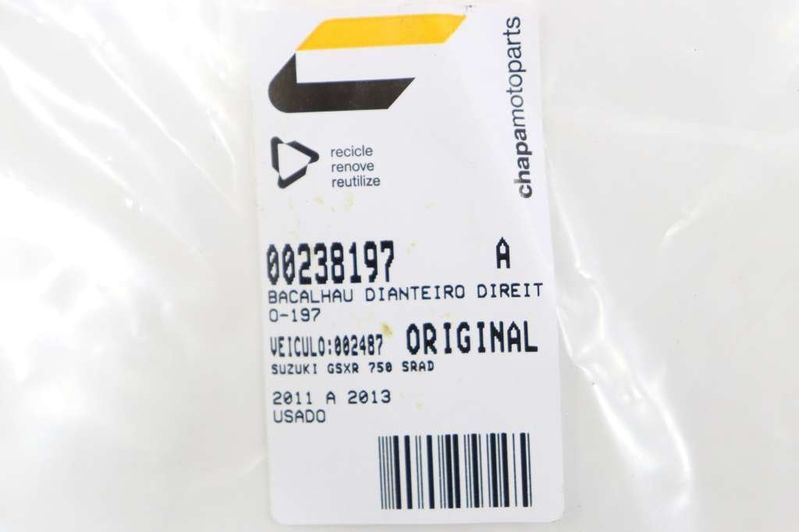 chapamotoparts
recicle
renove
reutilize
00238197 A
BACALHAU DIANTEIRO DIREIT
O-197
VEICULO:002487 ORIGINAL
SUZUKI GSXR 750 SRAD
2011 A 2013
USADO